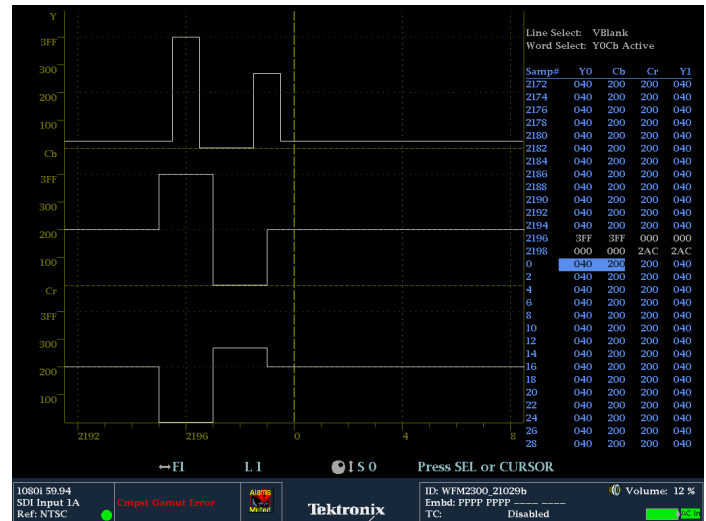 Y
3FF
300
200
100
Cb
3FF
300
200
100
Cr
3FF
300
200
100
2192 2196 0 4 8
Line Select: VBlank
Word Select: Y0Cb Active
Samp# Y0 Cb Cr Y1
2172 040 200 200 040
2174 040 200 200 040
2176 040 200 200 040
2178 040 200 200 040
2180 040 200 200 040
2182 040 200 200 040
2184 040 200 200 040
2186 040 200 200 040
2188 040 200 200 040
2190 040 200 200 040
2192 040 200 200 040
2194 040 200 200 040
2196 3FF 3FF 000 000
2198 000 000 2AC 2AC
0 040 200 200 040
2 040 200 200 040
4 040 200 200 040
6 040 200 200 040
8 040 200 200 040
10 040 200 200 040
12 040 200 200 040
14 040 200 200 040
16 040 200 200 040
18 040 200 200 040
20 040 200 200 040
22 040 200 200 040
24 040 200 200 040
26 040 200 200 040
28 040 200 200 040
↔F1 L 1 ↕ S 0 Press SEL or CURSOR
1080i 59.94
SDI Input 1A
Ref: NTSC
Cmpst Gamut Error
Alarms
Muted
Tektronix
ID: WFM2300_21029b
Embd: PPPP PPPP ---- ----
TC: Disabled
Volume: 12 %
AC In